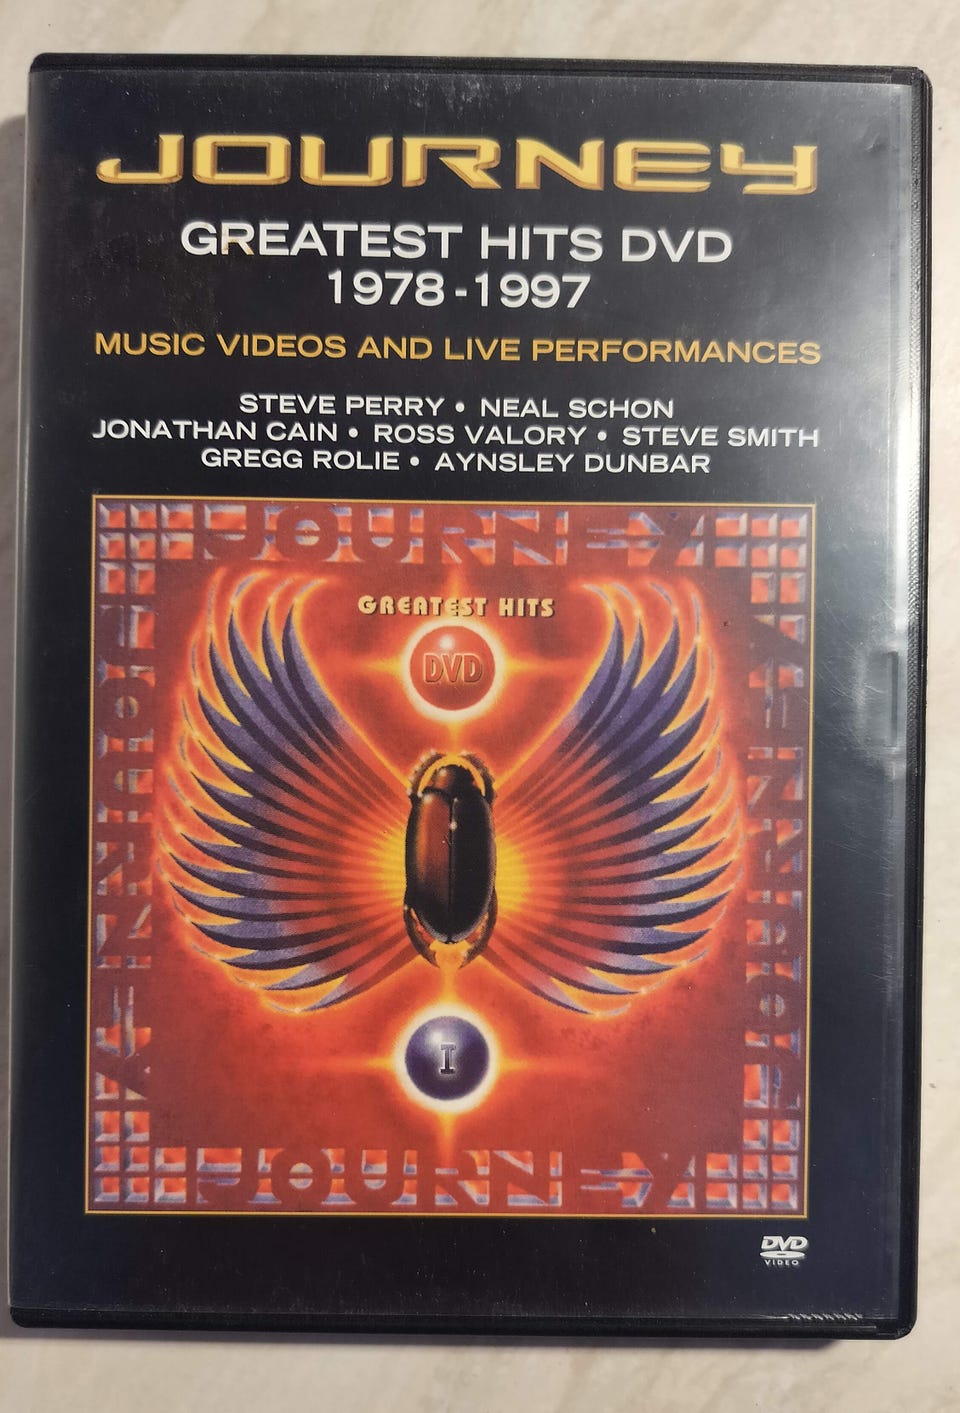 JOURNEY
GREATEST HITS DVD
1978-1997
MUSIC VIDEOS AND LIVE PERFORMANCES
STEVE PERRY • NEAL SCHON
JONATHAN CAIN • ROSS VALORY • STEVE SMITH
GREGG ROLIE • AYNSLEY DUNBAR
JOURNEY
GREATEST HITS
DVD
JOURNEY
JOURNEY
I
JOURNEY
DVD
VIDEO